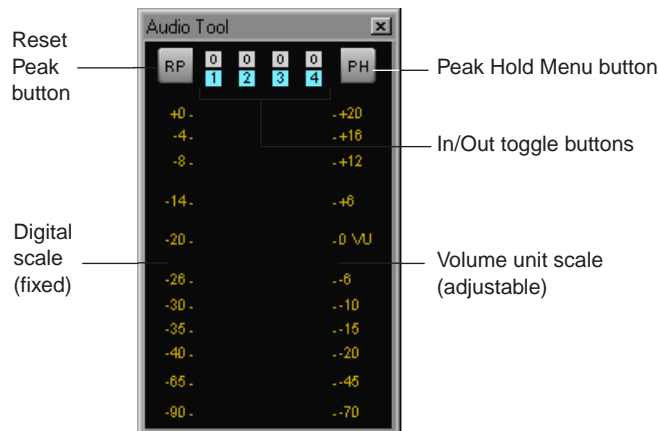 Audio Tool
Reset
Peak
button
RP
0 0 0 0
1 2 3 4
PH
Peak Hold Menu button
In/Out toggle buttons
+0 - -+20
-4 - -+16
-8 - -+12
-14 - -+6
-20 - -0 VU
-26 - --6
-30 - --10
-35 - --15
-40 - --20
-65 - --45
-90 - --70
Digital
scale
(fixed)
Volume unit scale
(adjustable)